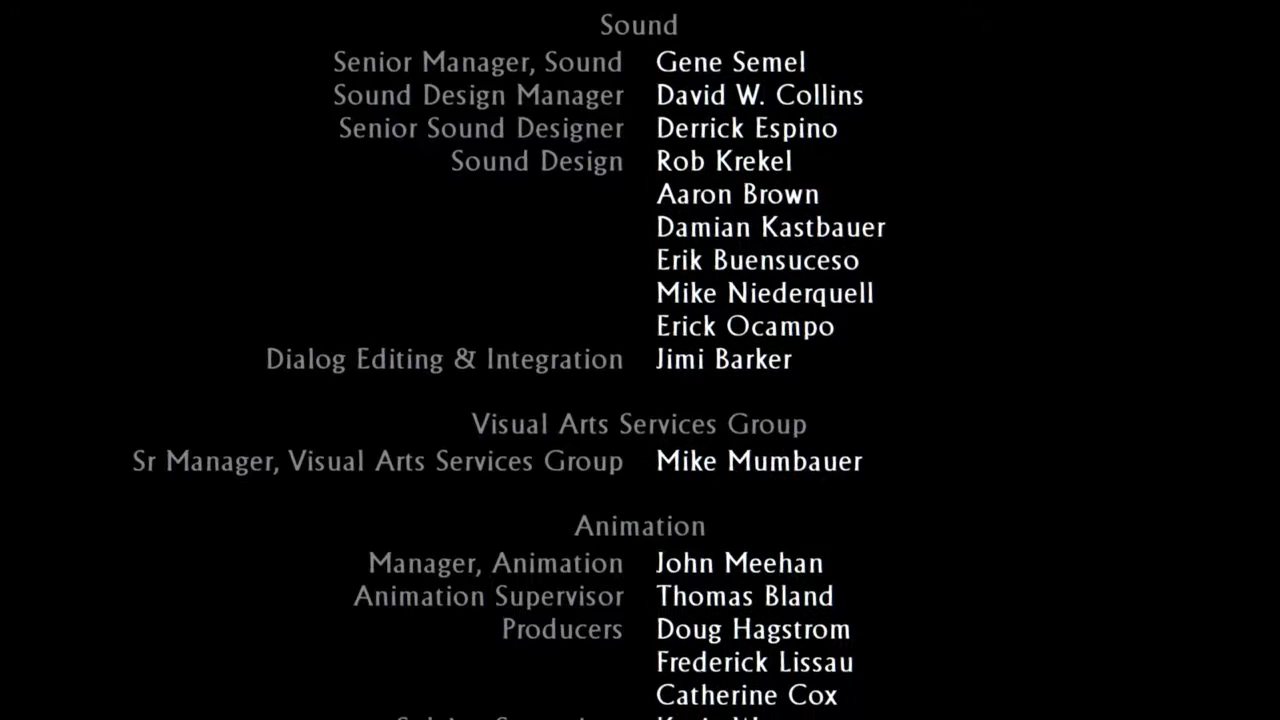 Sound
Senior Manager, Sound Gene Semel
Sound Design Manager David W. Collins
Senior Sound Designer Derrick Espino
Sound Design Rob Krekel
Aaron Brown
Damian Kastbauer
Erik Buensuceso
Mike Niederquell
Erick Ocampo
Dialog Editing & Integration Jimi Barker
Visual Arts Services Group
Sr Manager, Visual Arts Services Group Mike Mumbauer
Animation
Manager, Animation John Meehan
Animation Supervisor Thomas Bland
Producers Doug Hagstrom
Frederick Lissau
Catherine Cox